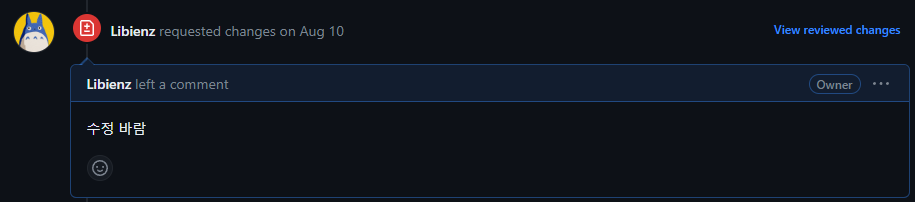 Libienz requested changes on Aug 10 View reviewed changes
Libienz left a comment Owner
수정 바람